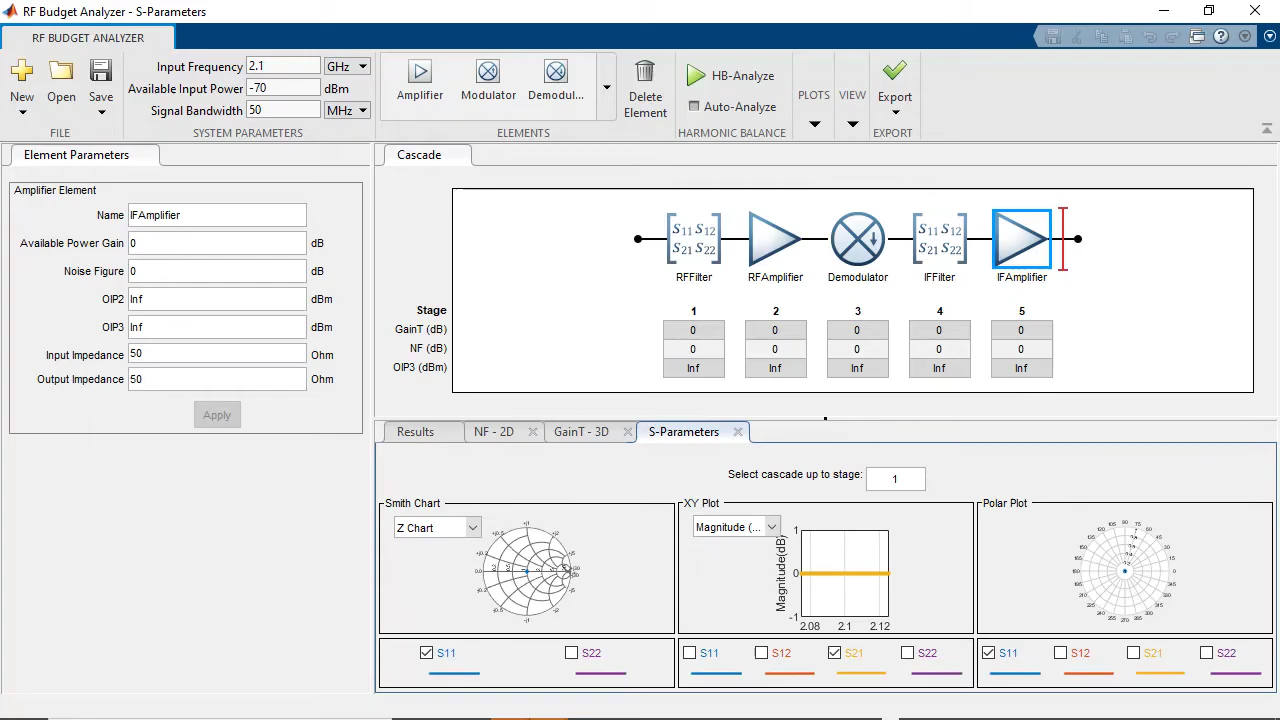 RF Budget Analyzer - S-Parameters
RF BUDGET ANALYZER
New
Open
Save
FILE
Input Frequency 2.1 GHz
Available Input Power -70 dBm
Signal Bandwidth 50 MHz
SYSTEM PARAMETERS
Amplifier
Modulator
Demodul...
ELEMENTS
Delete
Element
HB-Analyze
Auto-Analyze
HARMONIC BALANCE
PLOTS
VIEW
Export
EXPORT
Element Parameters
Amplifier Element
Name IFAmplifier
Available Power Gain 0 dB
Noise Figure 0 dB
OIP2 Inf dBm
OIP3 Inf dBm
Input Impedance 50 Ohm
Output Impedance 50 Ohm
Apply
Cascade
S11 S12
S21 S22
S11 S12
S21 S22
RFFilter RFAmplifier Demodulator IFFilter IFAmplifier
Stage 1 2 3 4 5
GainT (dB) 0 0 0 0 0
NF (dB) 0 0 0 0 0
OIP3 (dBm) Inf Inf Inf Inf Inf
Results
NF - 2D
GainT - 3D
S-Parameters
Select cascade up to stage: 1
Smith Chart
Z Chart
S11
S22
XY Plot
Magnitude (...
Magnitude(dB)
1
0
-1
2.08 2.1 2.12
S11
S12
S21
S22
Polar Plot
S11
S12
S21
S22